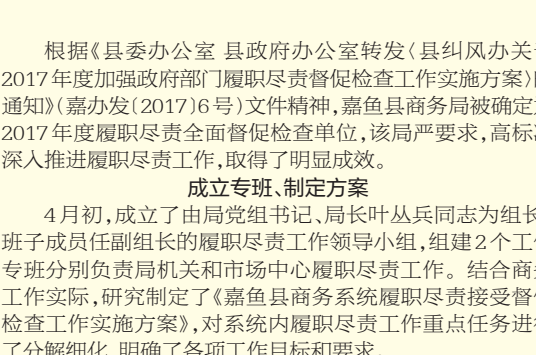 根据《县委办公室 县政府办公室转发〈县纠风办关
2017年度加强政府部门履职尽责督促检查工作实施方案〉
通知》(嘉办发〔2017〕6号)文件精神,嘉鱼县商务局被确定
2017年度履职尽责全面督促检查单位,该局严要求,高标
深入推进履职尽责工作,取得了明显成效。
成立专班、制定方案
4月初,成立了由局党组书记、局长叶丛兵同志为组长
班子成员任副组长的履职尽责工作领导小组,组建2个工
专班分别负责局机关和市场中心履职尽责工作。结合商
工作实际,研究制定了《嘉鱼县商务系统履职尽责接受督
检查工作实施方案》,对系统内履职尽责工作重点任务进
了分解细化,明确了各项工作目标和要求。